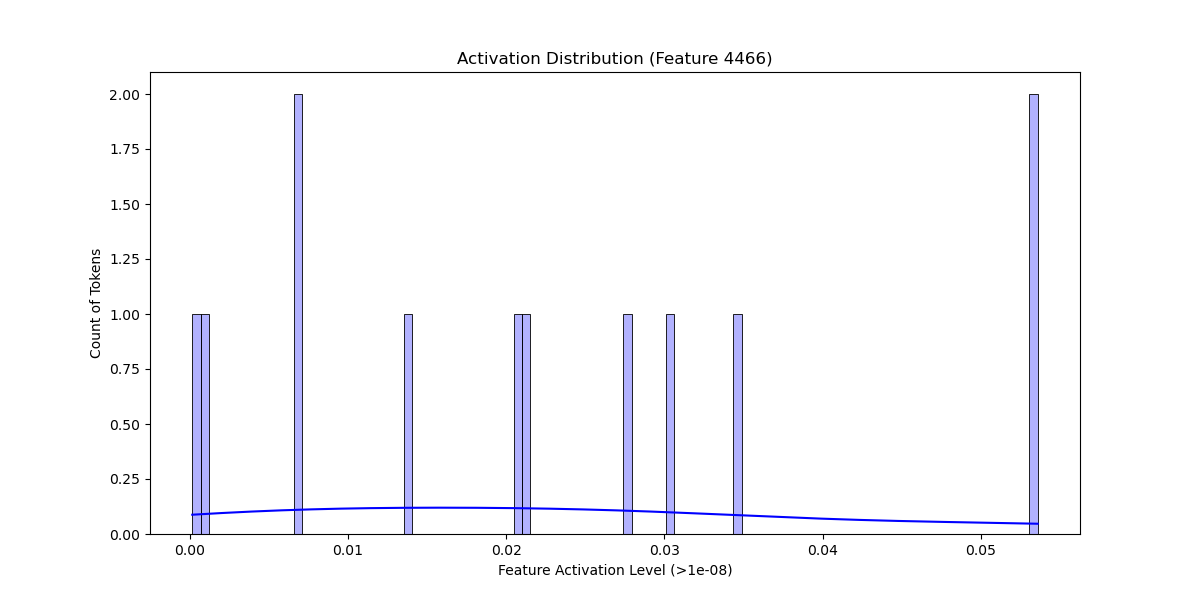 Activation Distribution (Feature 4466)
Count of Tokens
2.00
1.75
1.50
1.25
1.00
0.75
0.50
0.25
0.00
0.00 0.01 0.02 0.03 0.04 0.05
Feature Activation Level (>1e-08)